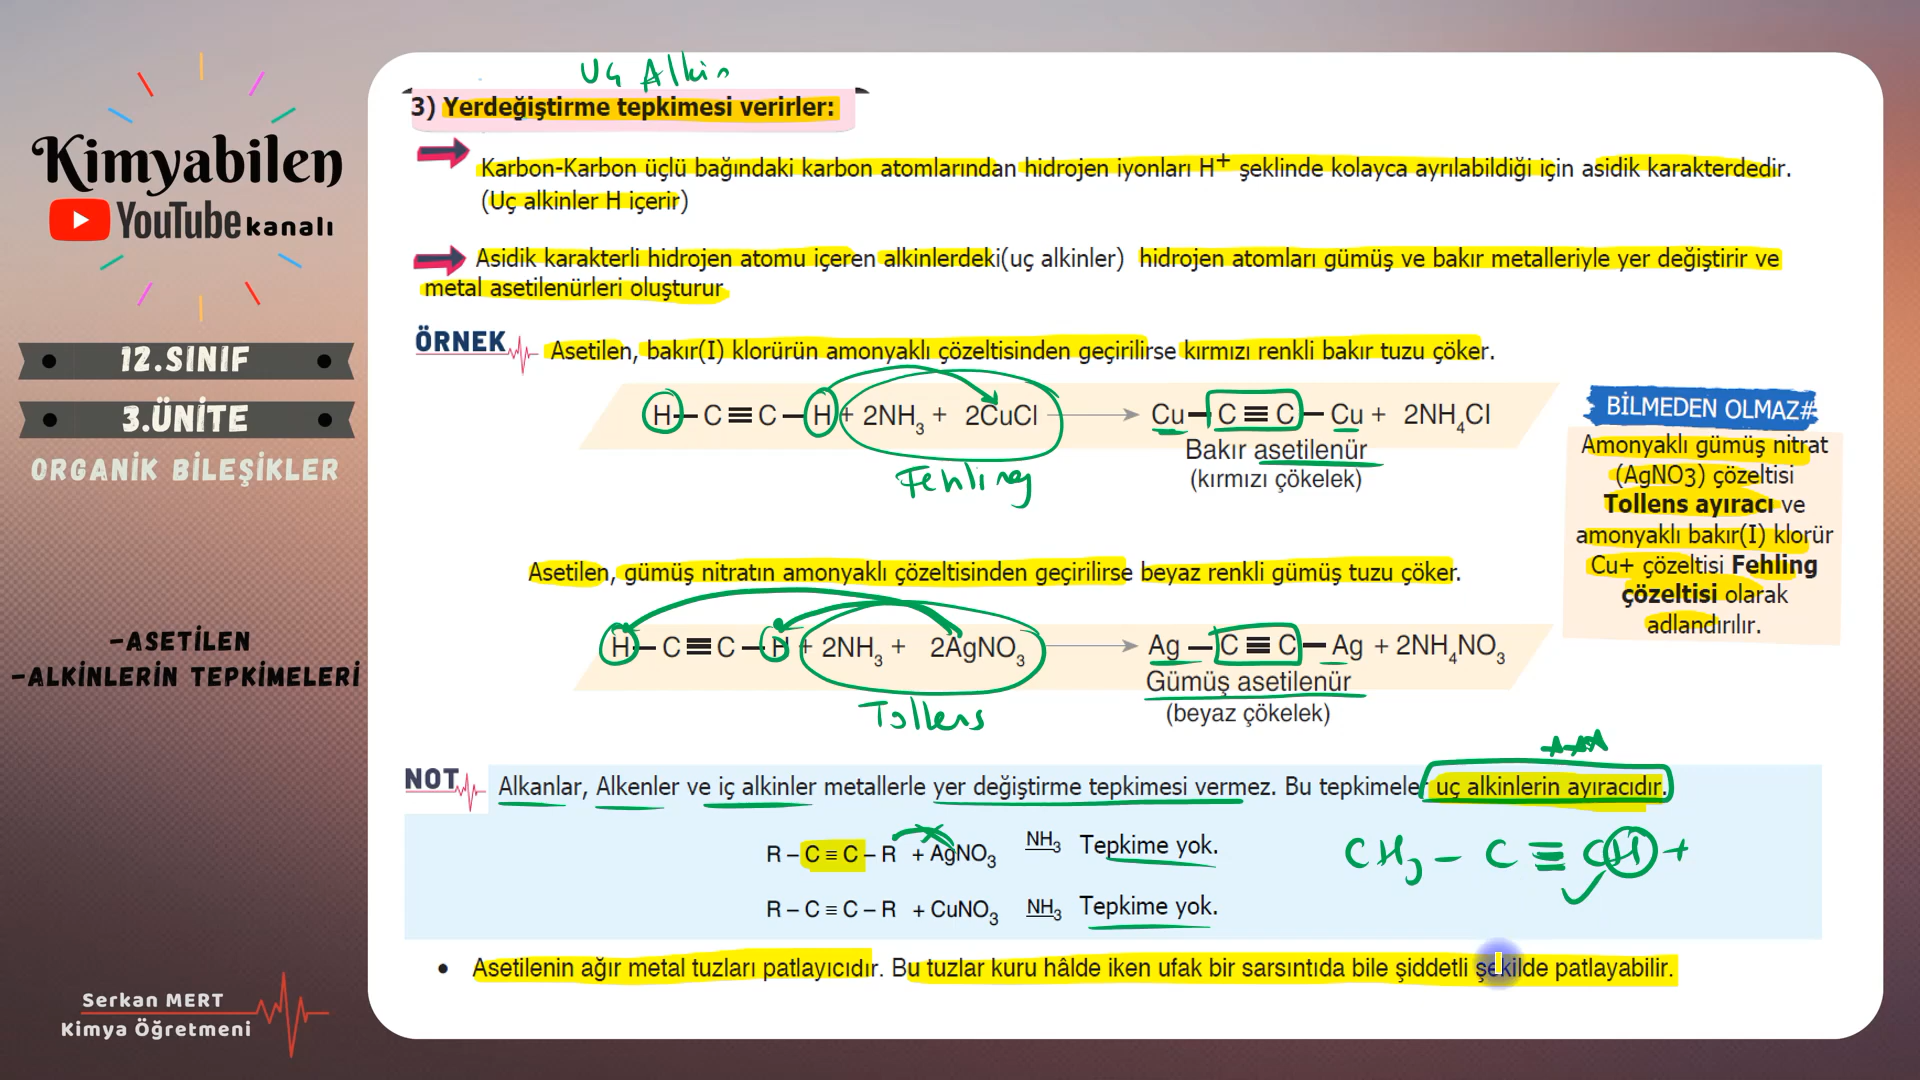 Kimyabilen
YouTube kanalı
12.SINIF
3.ÜNİTE
ORGANİK BİLEŞİKLER
-ASETİLEN
-ALKİNLERİN TEPKİMELERİ
Serkan MERT
Kimya Öğretmeni
Uç Alkin
3) Yerdeğiştirme tepkimesi verirler:
Karbon-Karbon üçlü bağındaki karbon atomlarından hidrojen iyonları H⁺ şeklinde kolayca ayrılabildiği için asidik karakterdedir.
(Uç alkinler H içerir)
Asidik karakterli hidrojen atomu içeren alkinlerdeki(uç alkinler) hidrojen atomları gümüş ve bakır metalleriyle yer değiştirir ve
metal asetilenürleri oluşturur
ÖRNEK Asetilen, bakır(I) klorürün amonyaklı çözeltisinden geçirilirse kırmızı renkli bakır tuzu çöker.
H – C ≡ C – H + 2NH₃ + 2CuCl → Cu – C ≡ C – Cu + 2NH₄Cl
Bakır asetilenür
(kırmızı çökelek)
Fehling
Asetilen, gümüş nitratın amonyaklı çözeltisinden geçirilirse beyaz renkli gümüş tuzu çöker.
H – C ≡ C – H + 2NH₃ + 2AgNO₃ → Ag – C ≡ C – Ag + 2NH₄NO₃
Gümüş asetilenür
(beyaz çökelek)
Tollens
BİLMEDEN OLMAZ#
Amonyaklı gümüş nitrat
(AgNO3) çözeltisi
Tollens ayıracı ve
amonyaklı bakır(I) klorür
Cu+ çözeltisi Fehling
çözeltisi olarak
adlandırılır.
NOT Alkanlar, Alkenler ve iç alkinler metallerle yer değiştirme tepkimesi vermez. Bu tepkimeler uç alkinlerin ayıracıdır.
R – C ≡ C – R + AgNO₃ NH₃ Tepkime yok.
CH₃ – C ≡ CH +
R – C ≡ C – R + CuNO₃ NH₃ Tepkime yok.
• Asetilenin ağır metal tuzları patlayıcıdır. Bu tuzlar kuru hâlde iken ufak bir sarsıntıda bile şiddetli şekilde patlayabilir.